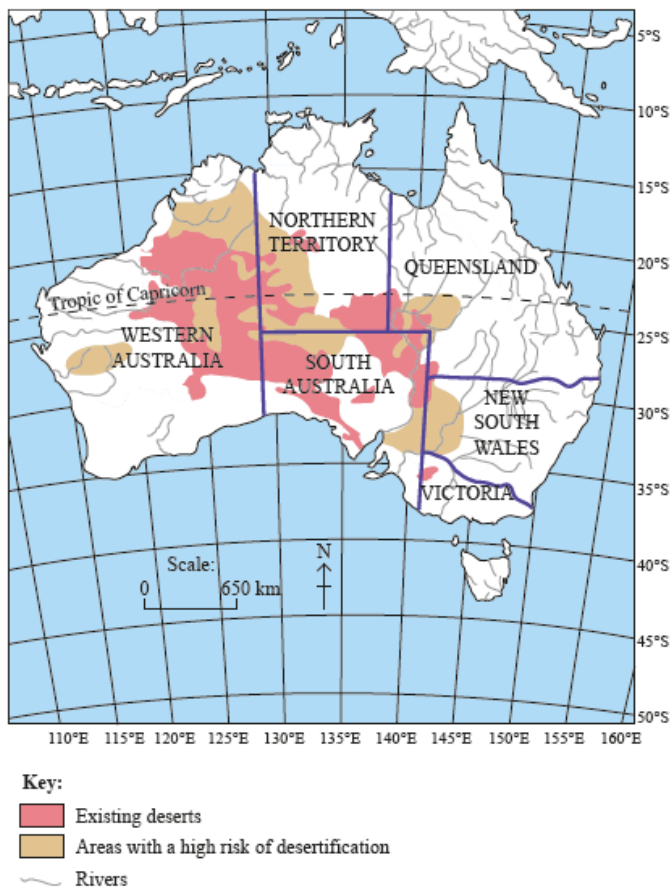 5°S
10°S
15°S
NORTHERN
TERRITORY
QUEENSLAND
20°S
Tropic of Capricorn
25°S
WESTERN
AUSTRALIA
SOUTH
AUSTRALIA
NEW
SOUTH
WALES
30°S
VICTORIA
35°S
Scale:
0 650 km
N
40°S
45°S
50°S
110°E 115°E 120°E 125°E 130°E 135°E 140°E 145°E 150°E 155°E 160°E
Key:
Existing deserts
Areas with a high risk of desertification
Rivers